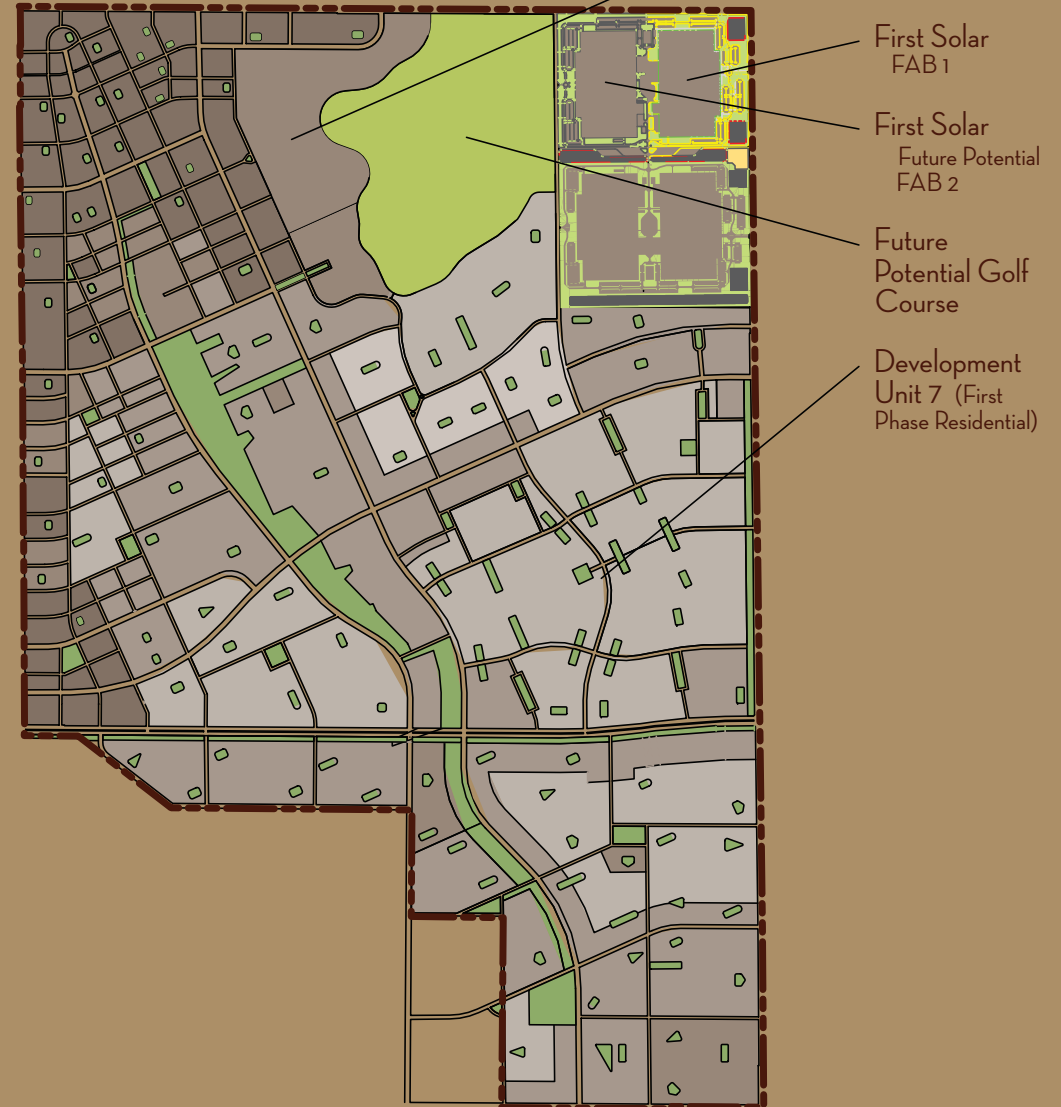 First Solar
FAB 1
First Solar
Future Potential
FAB 2
Future
Potential Golf
Course
Development
Unit 7 (First
Phase Residential)